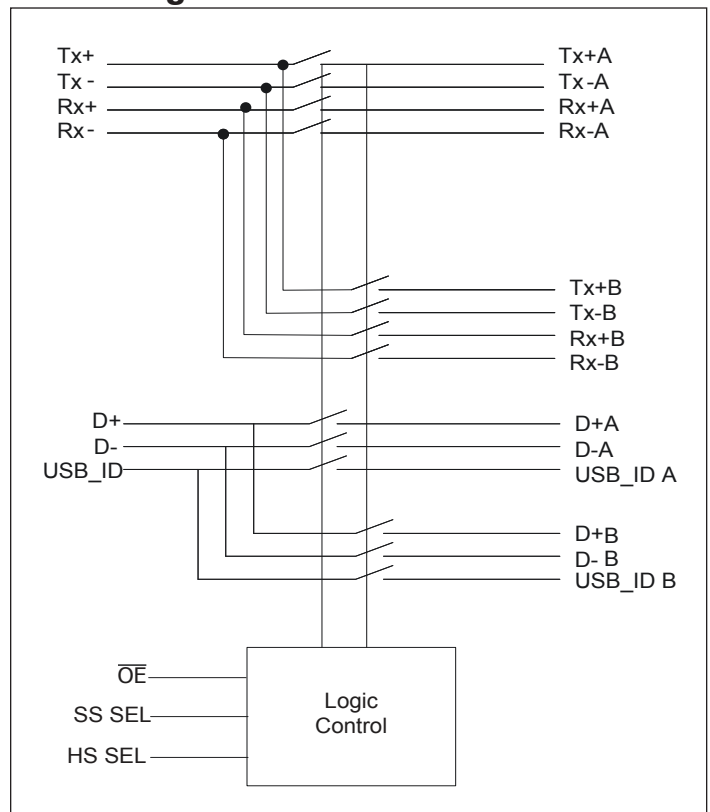 Tx+ Tx+A
Tx - Tx-A
Rx+ Rx+A
Rx- Rx-A
Tx+B
Tx-B
Rx+B
Rx-B
D+ D+A
D- D-A
USB_ID USB_ID A
D+B
D- B
USB_ID B
O̅E̅
SS SEL
HS SEL
Logic
Control